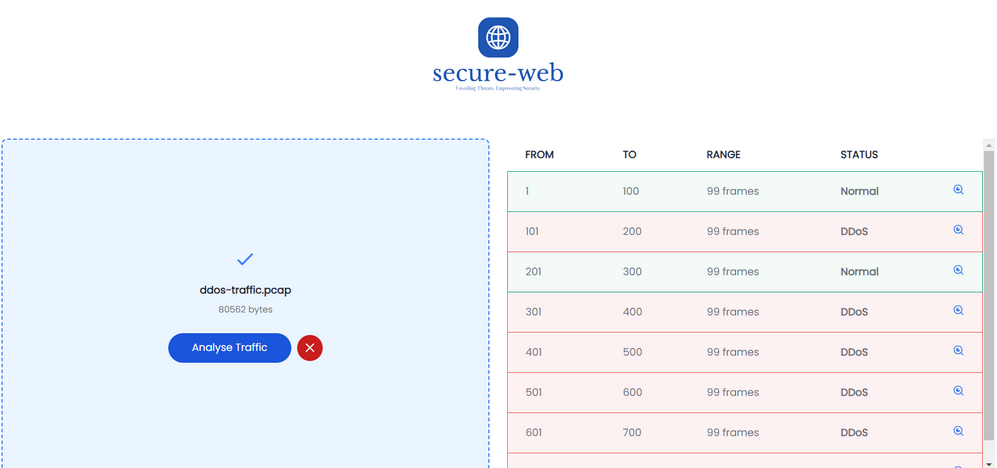 secure-web
Unveiling Threats, Empowering Security
ddos-traffic.pcap
80562 bytes
Analyse Traffic
FROM TO RANGE STATUS
1 100 99 frames Normal
101 200 99 frames DDoS
201 300 99 frames Normal
301 400 99 frames DDoS
401 500 99 frames DDoS
501 600 99 frames DDoS
601 700 99 frames DDoS